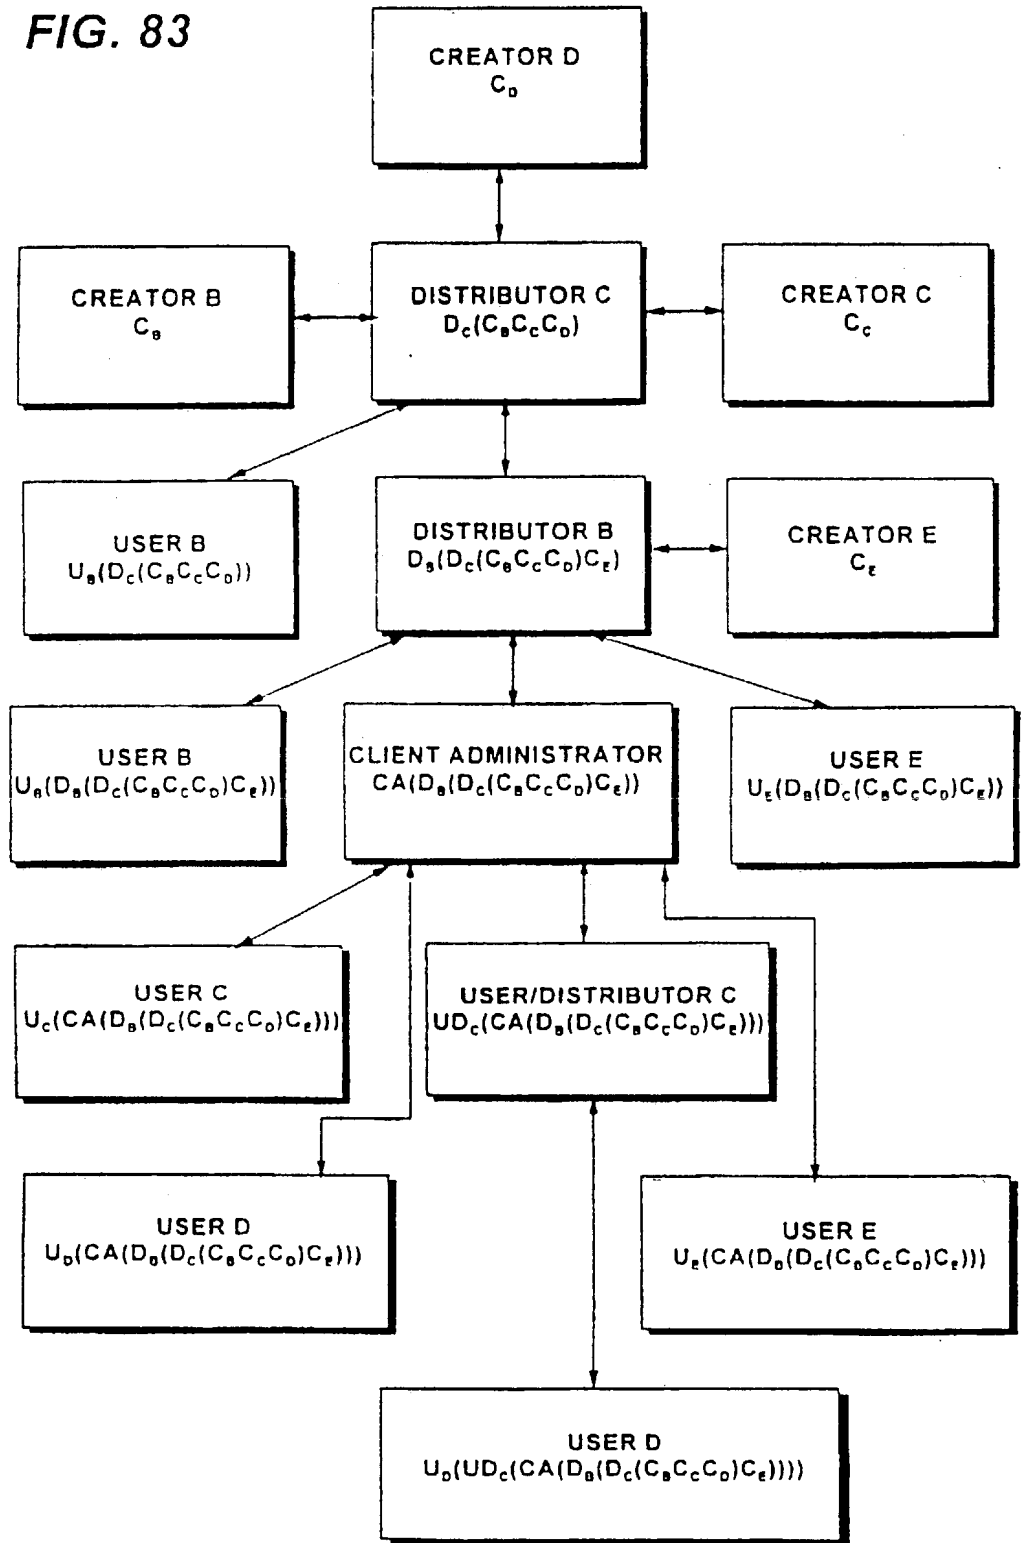 FIG. 83
CREATOR D
C_D
CREATOR B
C_B
DISTRIBUTOR C
D_C(C_BC_CC_D)
CREATOR C
C_C
USER B
U_B(D_C(C_BC_CC_D))
DISTRIBUTOR B
D_B(D_C(C_BC_CC_D)C_E)
CREATOR E
C_E
USER B
U_B(D_B(D_C(C_BC_CC_D)C_E))
CLIENT ADMINISTRATOR
CA(D_B(D_C(C_BC_CC_D)C_E))
USER E
U_E(D_B(D_C(C_BC_CC_D)C_E))
USER C
U_C(CA(D_B(D_C(C_BC_CC_D)C_E)))
USER/DISTRIBUTOR C
UD_C(CA(D_B(D_C(C_BC_CC_D)C_E)))
USER D
U_D(CA(D_B(D_C(C_BC_CC_D)C_E)))
USER E
U_E(CA(D_B(D_C(C_BC_CC_D)C_E)))
USER D
U_D(UD_C(CA(D_B(D_C(C_BC_CC_D)C_E))))